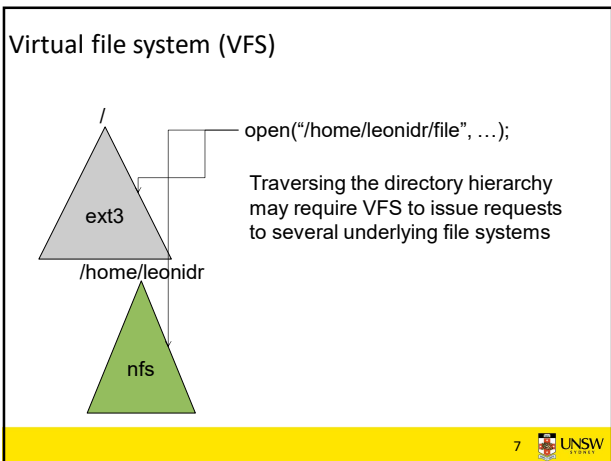 Virtual file system (VFS)
/
open(“/home/leonidr/file”, …);
Traversing the directory hierarchy
may require VFS to issue requests
to several underlying file systems
ext3
/home/leonidr
nfs
7
UNSW
SYDNEY